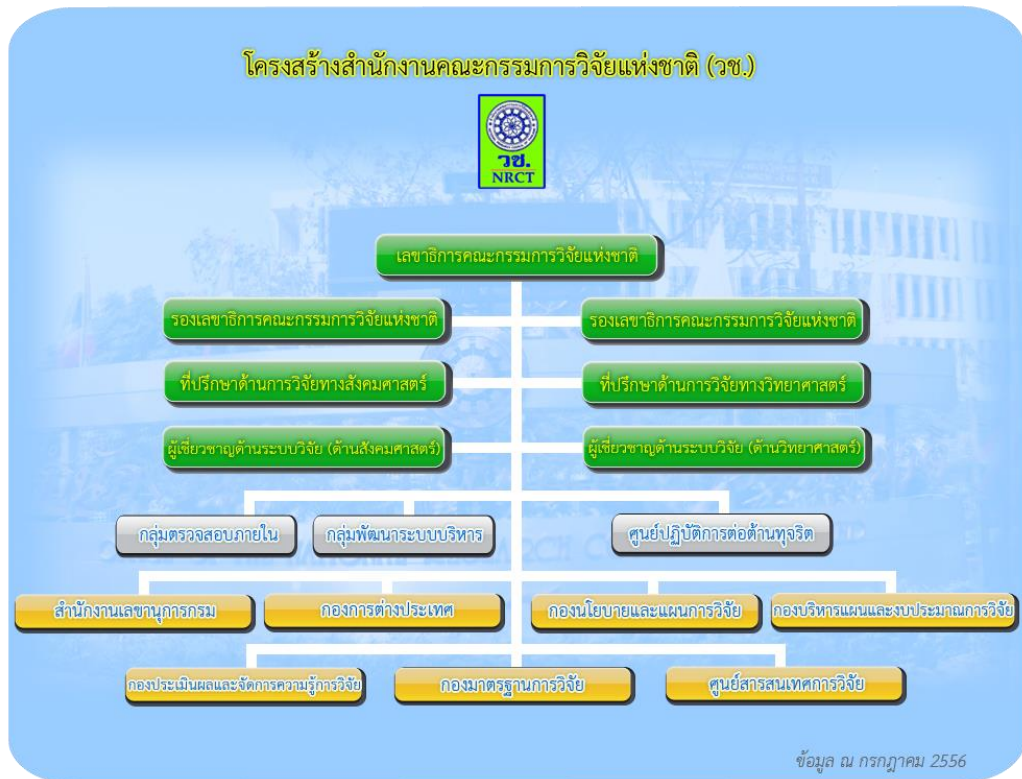 โครงสร้างสำนักงานคณะกรรมการวิจัยแห่งชาติ (วช.)
วช.
NRCT
เลขาธิการคณะกรรมการวิจัยแห่งชาติ
รองเลขาธิการคณะกรรมการวิจัยแห่งชาติ
รองเลขาธิการคณะกรรมการวิจัยแห่งชาติ
ที่ปรึกษาด้านการวิจัยทางสังคมศาสตร์
ที่ปรึกษาด้านการวิจัยทางวิทยาศาสตร์
ผู้เชี่ยวชาญด้านระบบวิจัย (ด้านสังคมศาสตร์)
ผู้เชี่ยวชาญด้านระบบวิจัย (ด้านวิทยาศาสตร์)
กลุ่มตรวจสอบภายใน
กลุ่มพัฒนาระบบบริหาร
ศูนย์ปฏิบัติการต่อต้านทุจริต
สำนักงานเลขานุการกรม
กองการต่างประเทศ
กองนโยบายและแผนการวิจัย
กองบริหารแผนและงบประมาณการวิจัย
กองประเมินผลและจัดการความรู้การวิจัย
กองมาตรฐานการวิจัย
ศูนย์สารสนเทศการวิจัย
ข้อมูล ณ กรกฎาคม 2556